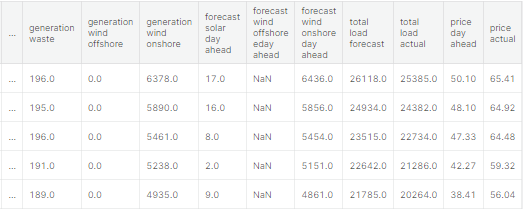 ... generation waste generation wind offshore generation wind onshore forecast solar day ahead forecast wind offshore eday ahead forecast wind onshore day ahead total load forecast total load actual price day ahead price actual
... 196.0 0.0 6378.0 17.0 NaN 6436.0 26118.0 25385.0 50.10 65.41
... 195.0 0.0 5890.0 16.0 NaN 5856.0 24934.0 24382.0 48.10 64.92
... 196.0 0.0 5461.0 8.0 NaN 5454.0 23515.0 22734.0 47.33 64.48
... 191.0 0.0 5238.0 2.0 NaN 5151.0 22642.0 21286.0 42.27 59.32
... 189.0 0.0 4935.0 9.0 NaN 4861.0 21785.0 20264.0 38.41 56.04